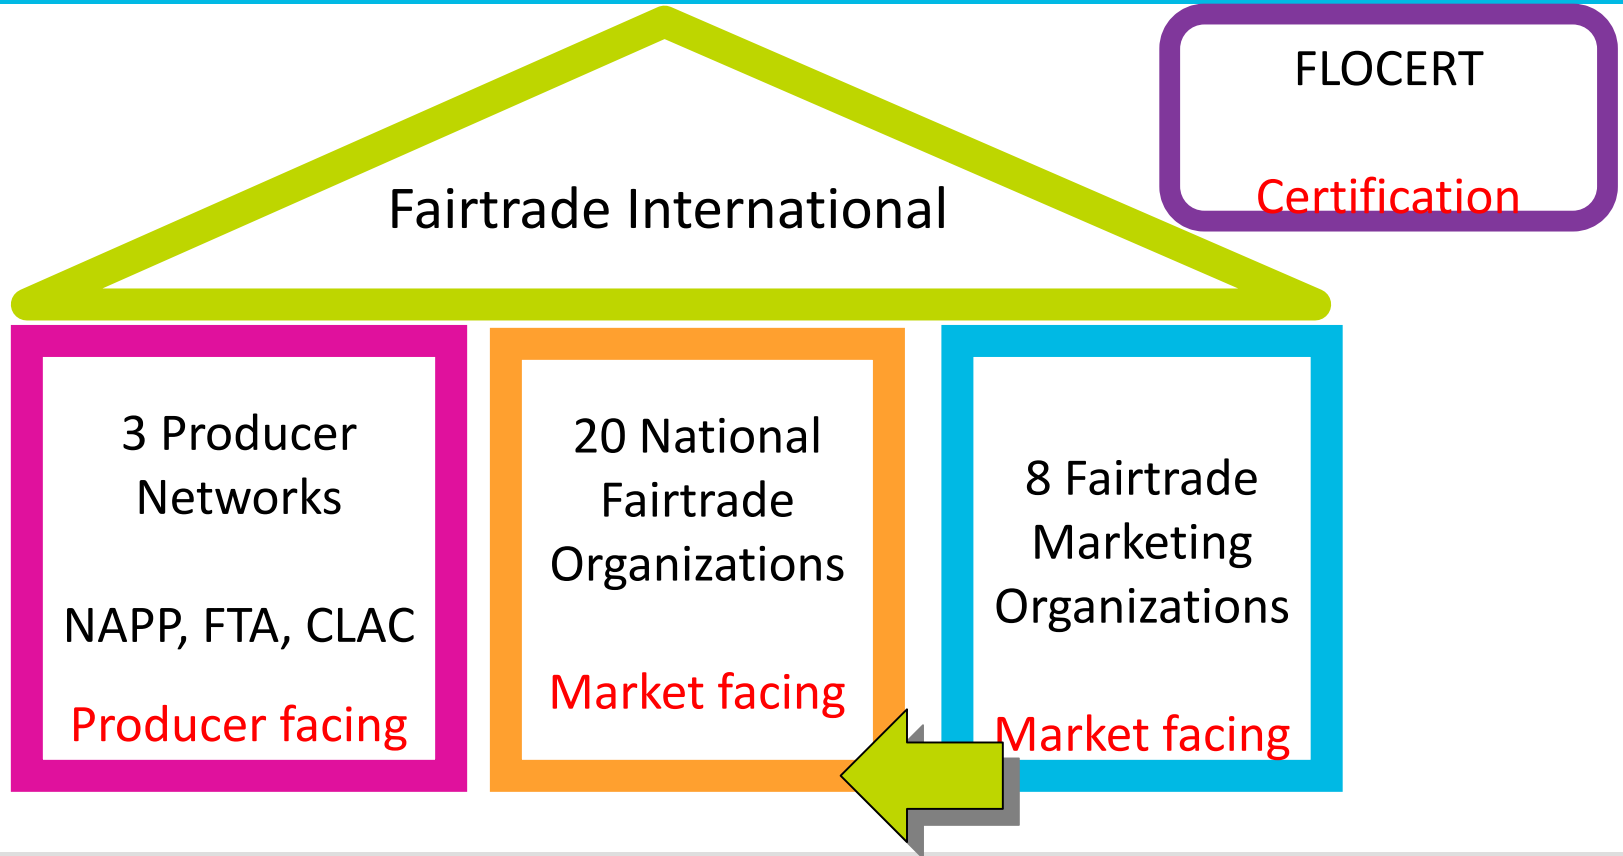 FLOCERT
Certification
Fairtrade International
3 Producer
Networks
NAPP, FTA, CLAC
Producer facing
20 National
Fairtrade
Organizations
Market facing
8 Fairtrade
Marketing
Organizations
Market facing